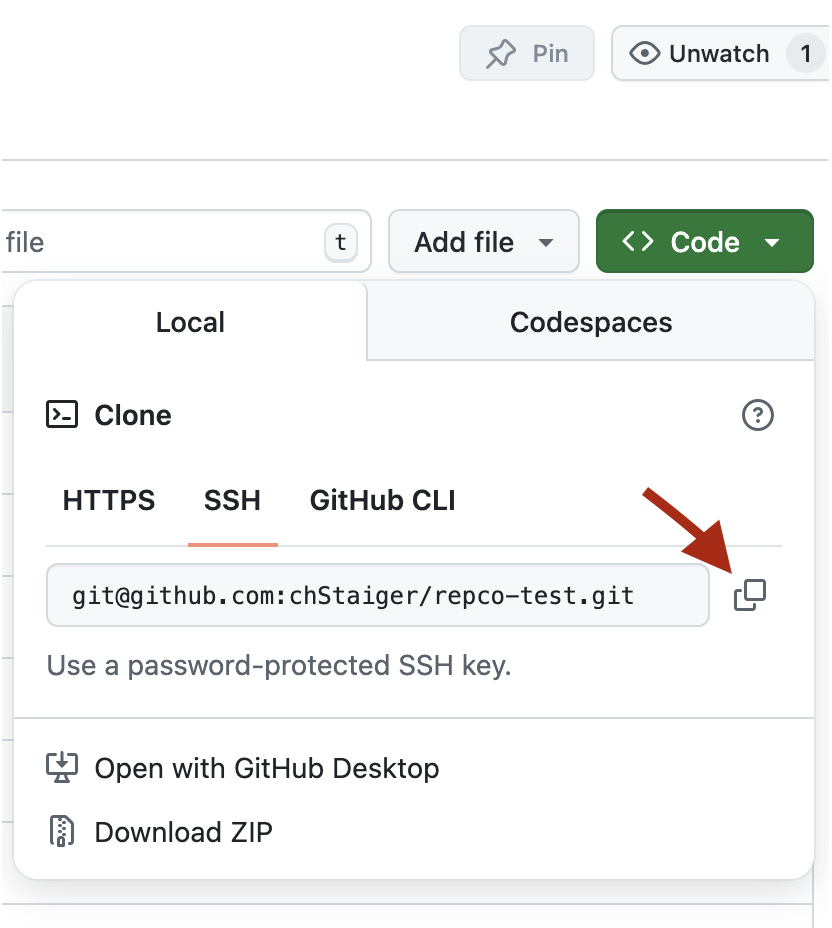 Pin
Unwatch 1
file t
Add file
Code
Local
Codespaces
Clone
HTTPS
SSH
GitHub CLI
git@github.com:chStaiger/repco-test.git
Use a password-protected SSH key.
Open with GitHub Desktop
Download ZIP